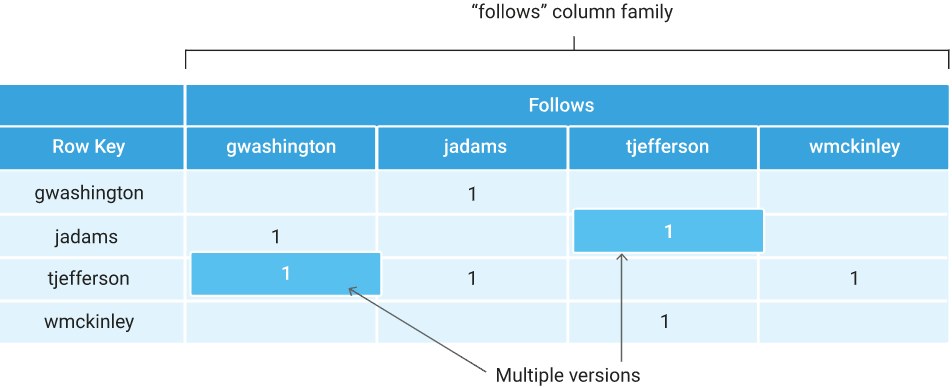 “follows” column family
Follows
Row Key gwashington jadams tjefferson wmckinley
gwashington 1
jadams 1 1
tjefferson 1 1 1
wmckinley 1
Multiple versions